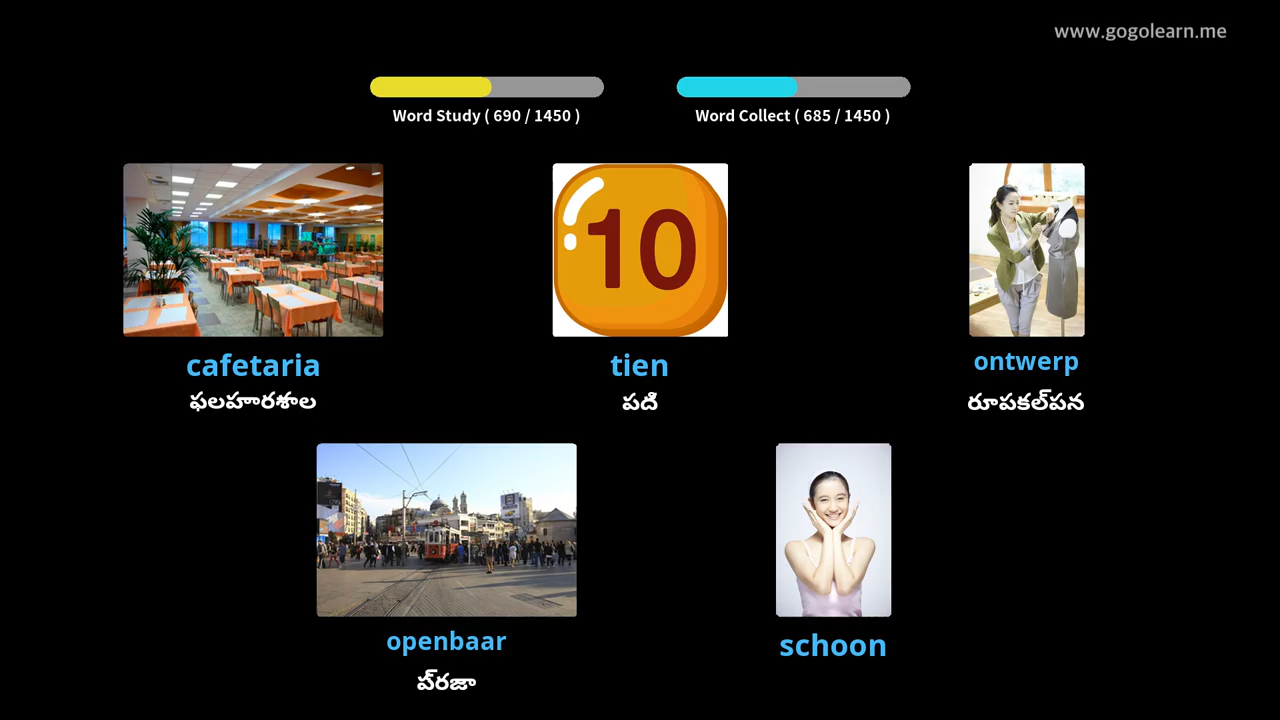 www.gogolearn.me
Word Study ( 690 / 1450 )
Word Collect ( 685 / 1450 )
10
cafetaria
ఫలహారశాల
tien
పది
ontwerp
రూపకల్పన
openbaar
ప్రజా
schoon